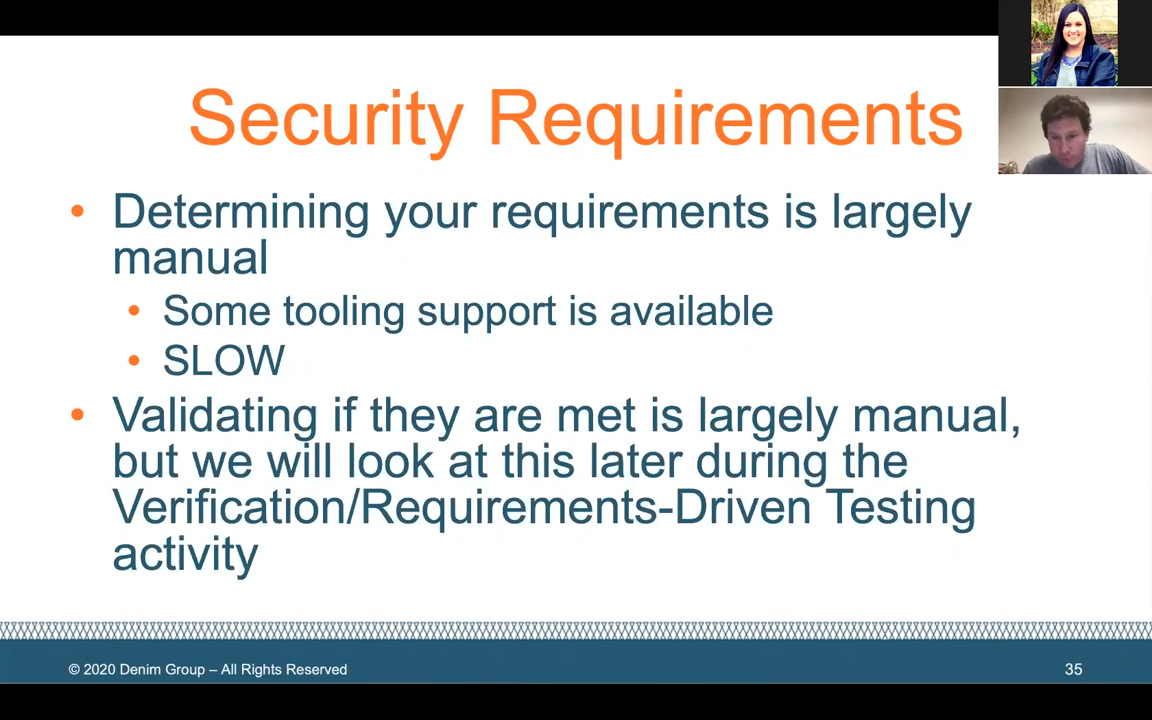 Security Requirements
• Determining your requirements is largely
manual
• Some tooling support is available
• SLOW
• Validating if they are met is largely manual,
but we will look at this later during the
Verification/Requirements-Driven Testing
activity
© 2020 Denim Group – All Rights Reserved
35